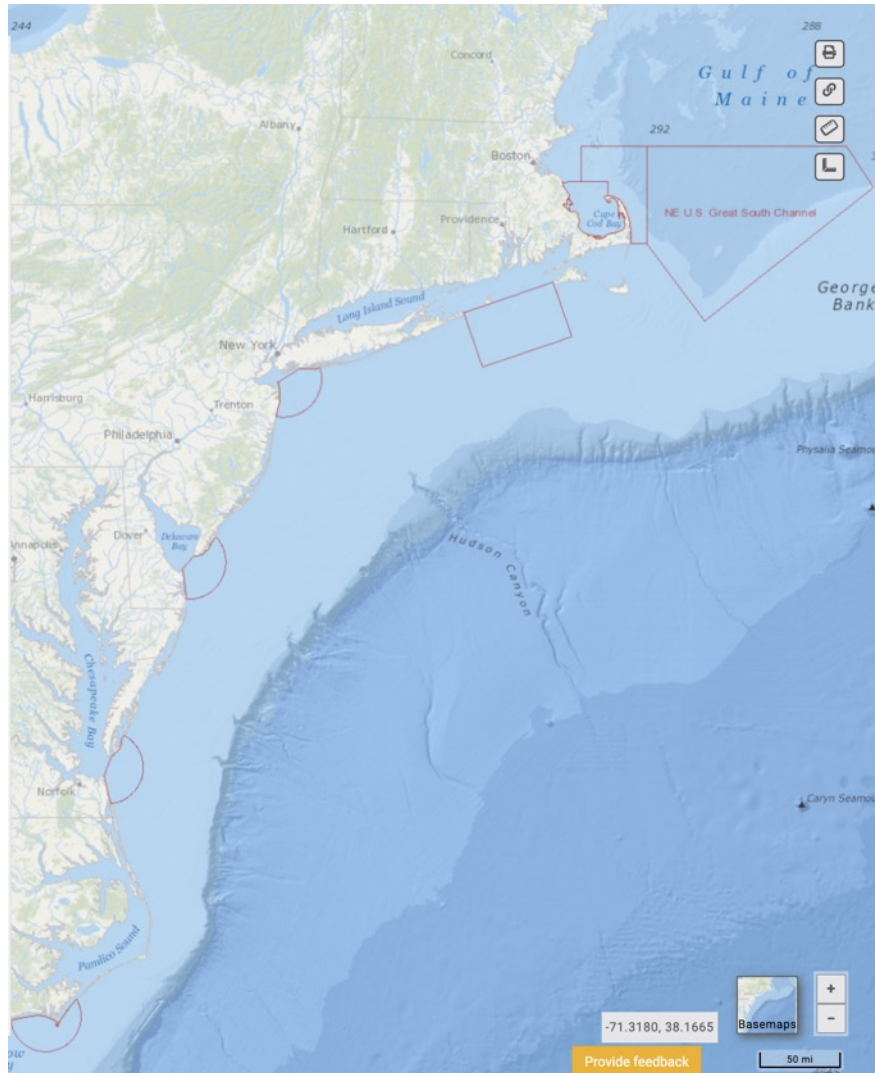 244
288
Concord
Gulf of
Maine
Albany
292
Boston
Cape
Cod Bay
NE U.S. Great South Channel
Providence
Hartford
George
Bank
Long Island Sound
New York
Harrisburg
Trenton
Philadelphia
Physalia Seamou
Dover
Delaware
Bay
Annapolis
Hudson Canyon
Chesapeake Bay
Norfolk
Caryn Seamou
Pamlico Sound
Basemaps
+
−
-71.3180, 38.1665
Provide feedback
50 mi